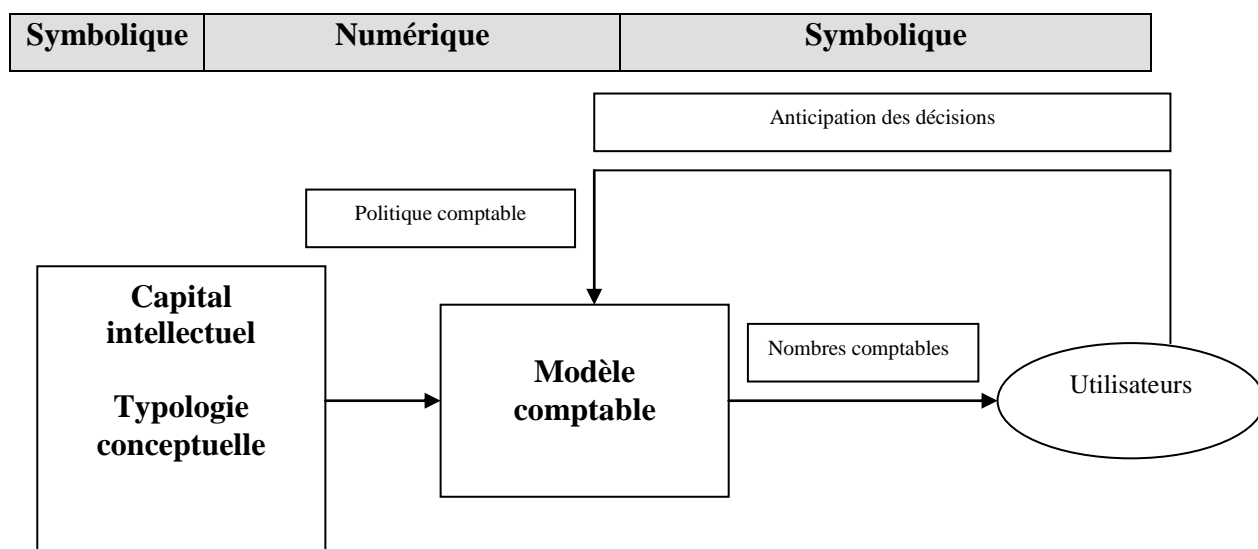 Symbolique Numérique Symbolique
Anticipation des décisions
Politique comptable
Capital
intellectuel
Typologie
conceptuelle
Modèle
comptable
Nombres comptables
Utilisateurs